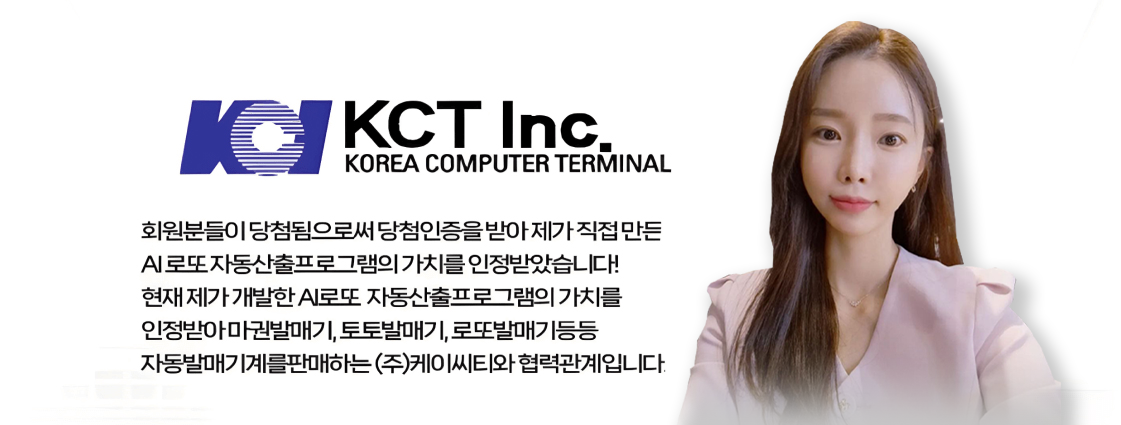 KCT Inc.
KOREA COMPUTER TERMINAL
회원분들이 당첨됨으로써 당첨인증을 받아 제가 직접 만든
AI 로또 자동산출프로그램의 가치를 인정받았습니다!
현재 제가 개발한 AI로또 자동산출프로그램의 가치를
인정받아 마권발매기, 토토발매기, 로또발매기등등
자동발매기계를판매하는 (주)케이씨티와 협력관계입니다.